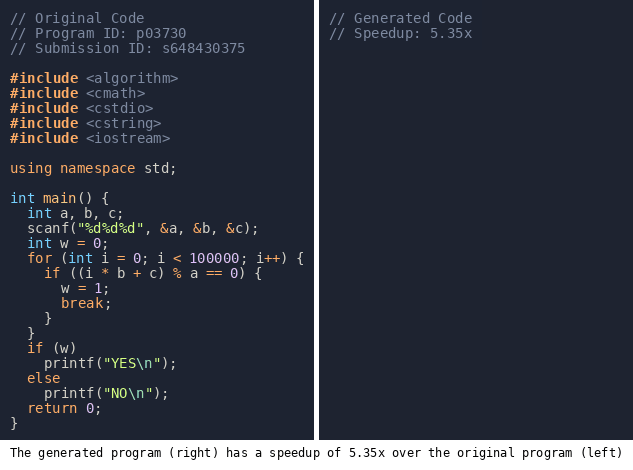 // Original Code
// Program ID: p03730
// Submission ID: s648430375
#include <algorithm>
#include <cmath>
#include <cstdio>
#include <cstring>
#include <iostream>
using namespace std;
int main() {
  int a, b, c;
  scanf("%d%d%d", &a, &b, &c);
  int w = 0;
  for (int i = 0; i < 100000; i++) {
    if ((i * b + c) % a == 0) {
      w = 1;
      break;
    }
  }
  if (w)
    printf("YES\n");
  else
    printf("NO\n");
  return 0;
}
// Generated Code
// Speedup: 5.35x
The generated program (right) has a speedup of 5.35x over the original program (left)